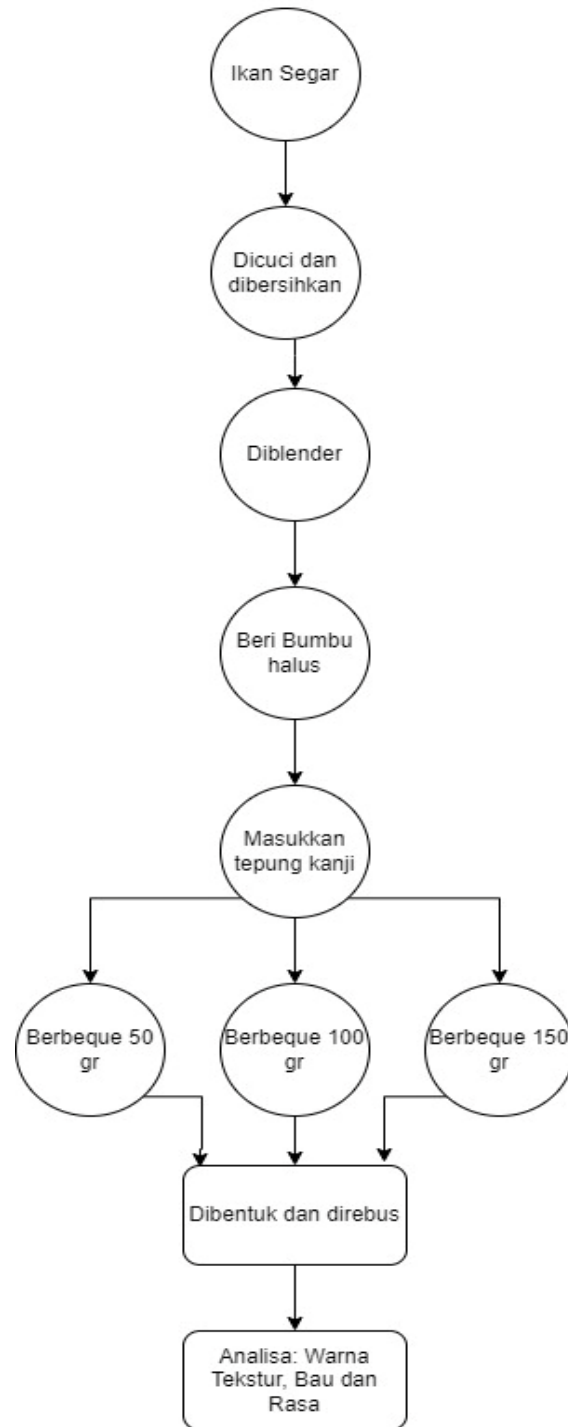 Ikan Segar
Dicuci dan
dibersihkan
Diblender
Beri Bumbu
halus
Masukkan
tepung kanji
Berbeque 50
gr
Berbeque 100
gr
Berbeque 150
gr
Dibentuk dan direbus
Analisa: Warna
Tekstur, Bau dan
Rasa